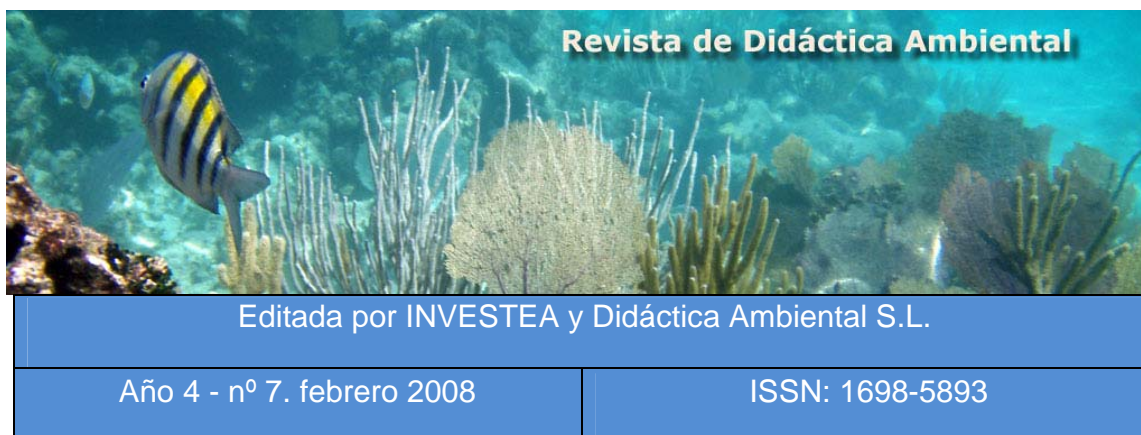 Revista de Didáctica Ambiental
Editada por INVESTEA y Didáctica Ambiental S.L.
Año 4 - nº 7. febrero 2008
ISSN: 1698-5893